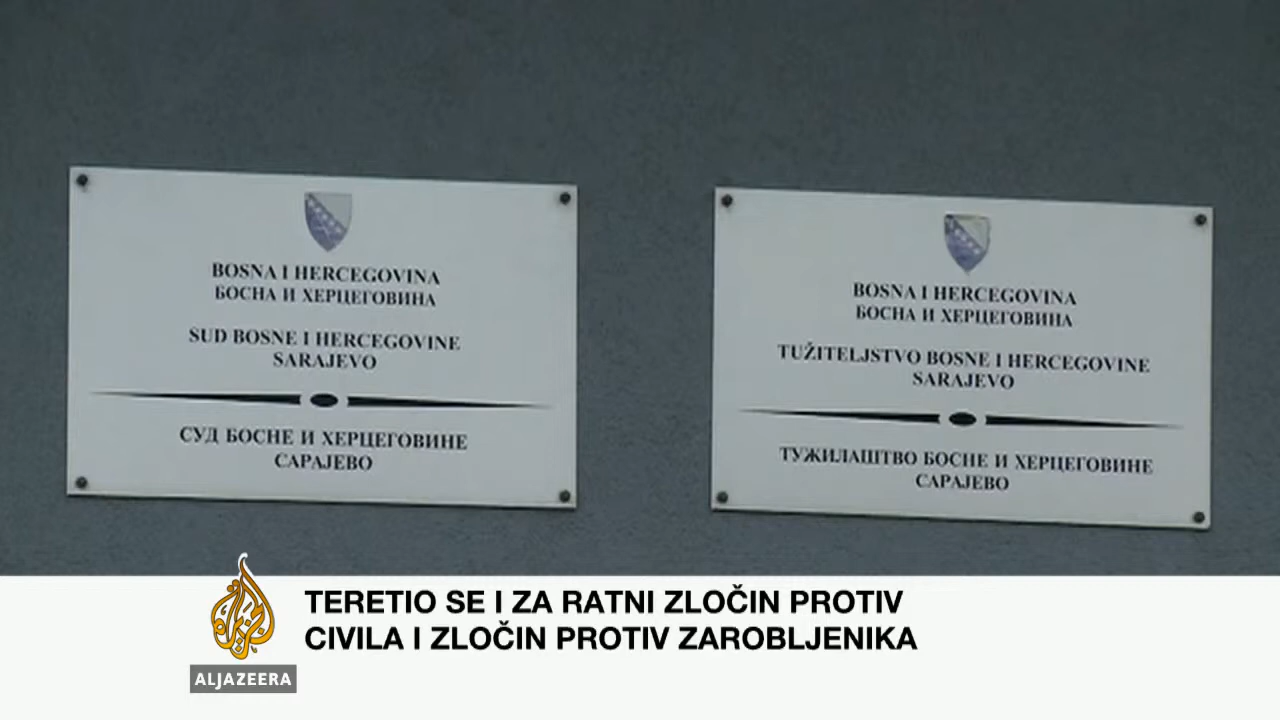 BOSNA I HERCEGOVINA
БОСНА И ХЕРЦЕГОВИНА
SUD BOSNE I HERCEGOVINE
SARAJEVO
СУД БОСНЕ И ХЕРЦЕГОВИНЕ
САРАЈЕВО
BOSNA I HERCEGOVINA
БОСНА И ХЕРЦЕГОВИНА
TUŽITELJSTVO BOSNE I HERCEGOVINE
SARAJEVO
ТУЖИЛАШТВО БОСНЕ И ХЕРЦЕГОВИНЕ
САРАЈЕВО
TERETIO SE I ZA RATNI ZLOČIN PROTIV
CIVILA I ZLOČIN PROTIV ZAROBLJENIKA
الجزيرة
ALJAZEERA